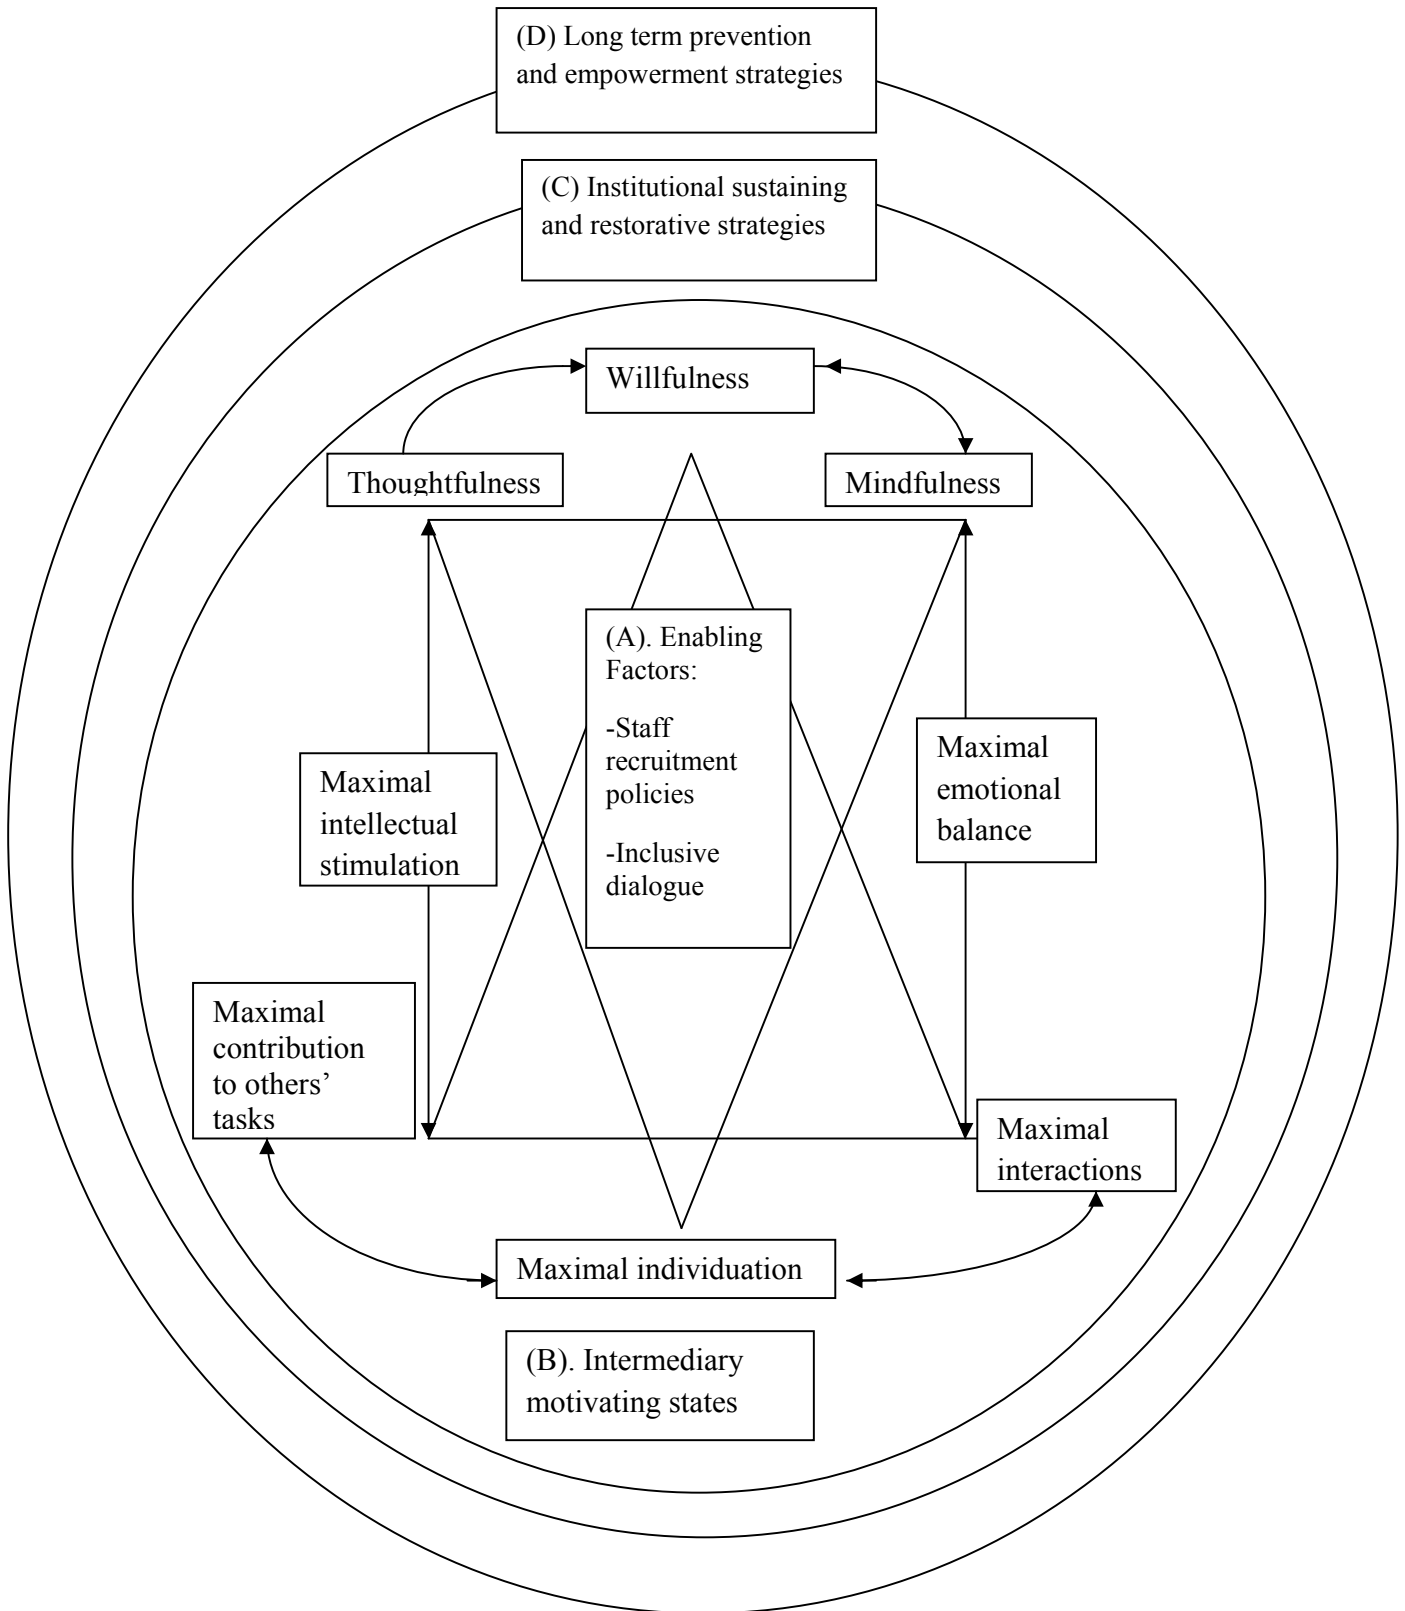 (D) Long term prevention
and empowerment strategies
(C) Institutional sustaining
and restorative strategies
Willfulness
Thoughtfulness
Mindfulness
(A). Enabling
Factors:
-Staff
recruitment
policies
-Inclusive
dialogue
Maximal
emotional
balance
Maximal
intellectual
stimulation
Maximal
contribution
to others’
tasks
Maximal
interactions
Maximal individuation
(B). Intermediary
motivating states